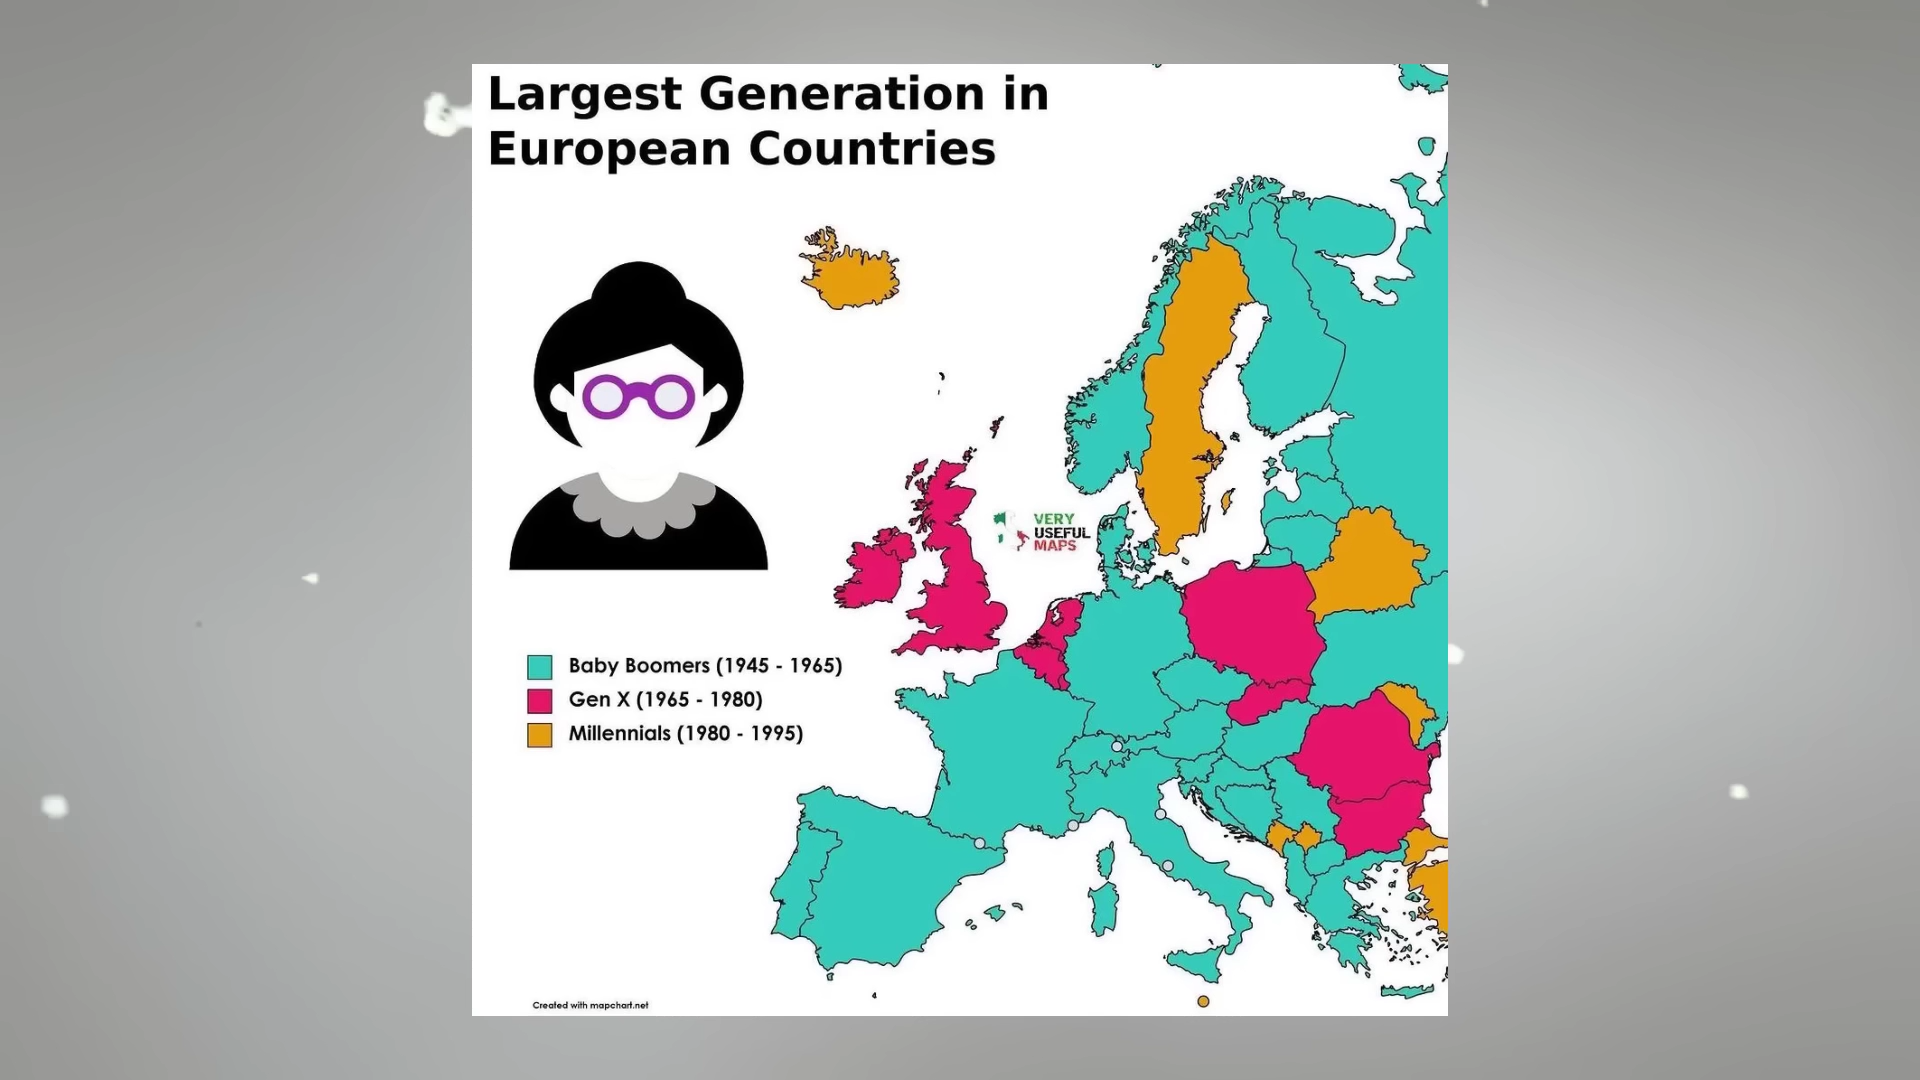 Largest Generation in
European Countries
VERY
USEFUL
MAPS
Baby Boomers (1945 - 1965)
Gen X (1965 - 1980)
Millennials (1980 - 1995)
Created with mapchart.net